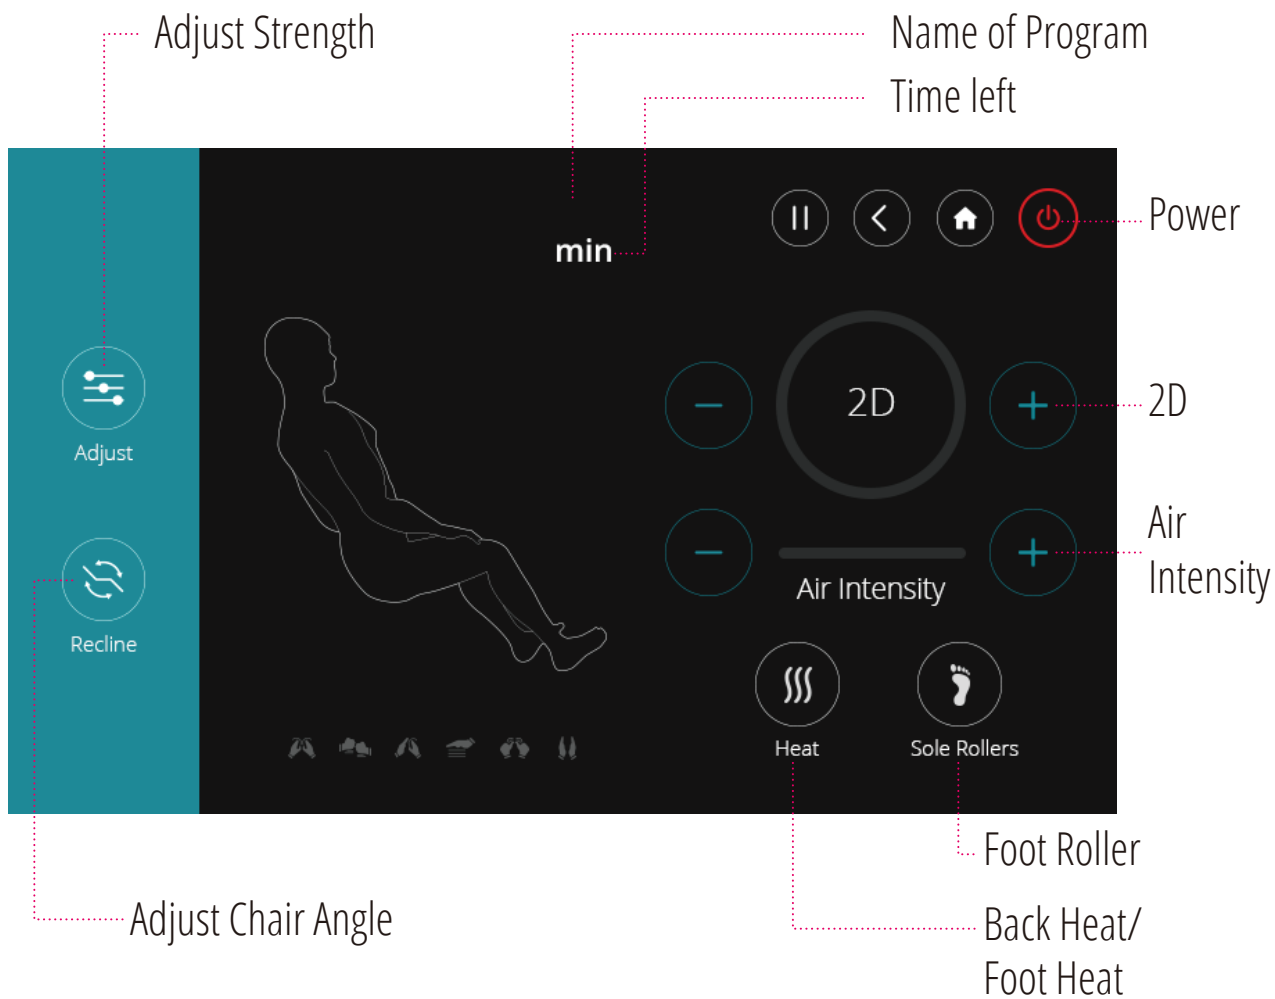 Adjust Strength
Name of Program
Time left
min
Power
2D
2D
Adjust
Air
Intensity
Air Intensity
Recline
Heat
Sole Rollers
Foot Roller
Adjust Chair Angle
Back Heat/
Foot Heat